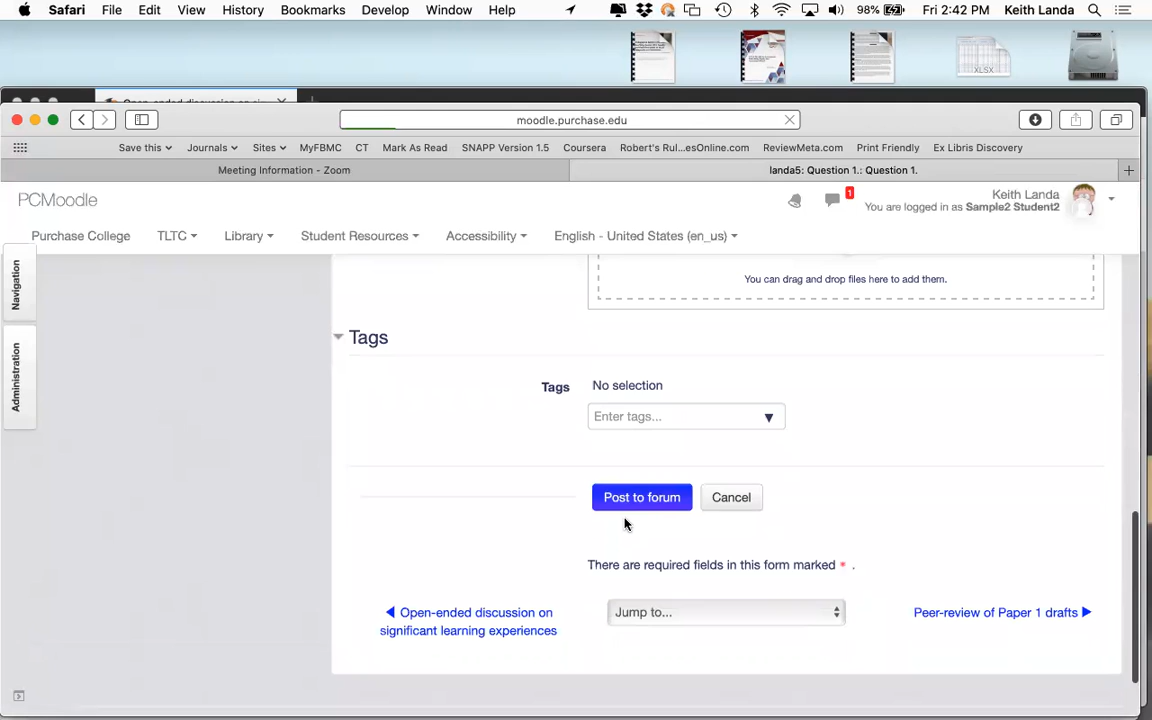 Safari File Edit View History Bookmarks Develop Window Help 98% Fri 2:42 PM Keith Landa
XLSX
moodle.purchase.edu
Save this Journals Sites MyFBMC CT Mark As Read SNAPP Version 1.5 Coursera Robert's Rul...esOnline.com ReviewMeta.com Print Friendly Ex Libris Discovery
Meeting Information - Zoom landa5: Question 1.: Question 1.
PCMoodle
1
Keith Landa
You are logged in as Sample2 Student2
Purchase College TLTC Library Student Resources Accessibility English - United States (en_us)
Navigation
Administration
You can drag and drop files here to add them.
Tags
Tags No selection
Enter tags...
Post to forum Cancel
There are required fields in this form marked * .
Open-ended discussion on
significant learning experiences
Jump to...
Peer-review of Paper 1 drafts